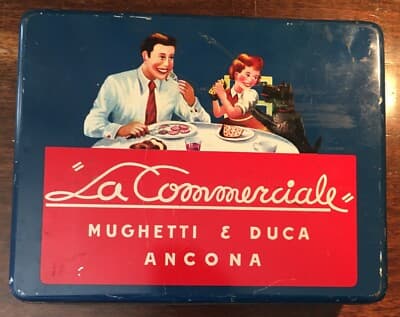 "La Commerciale"
MUGHETTI & DUCA
ANCONA